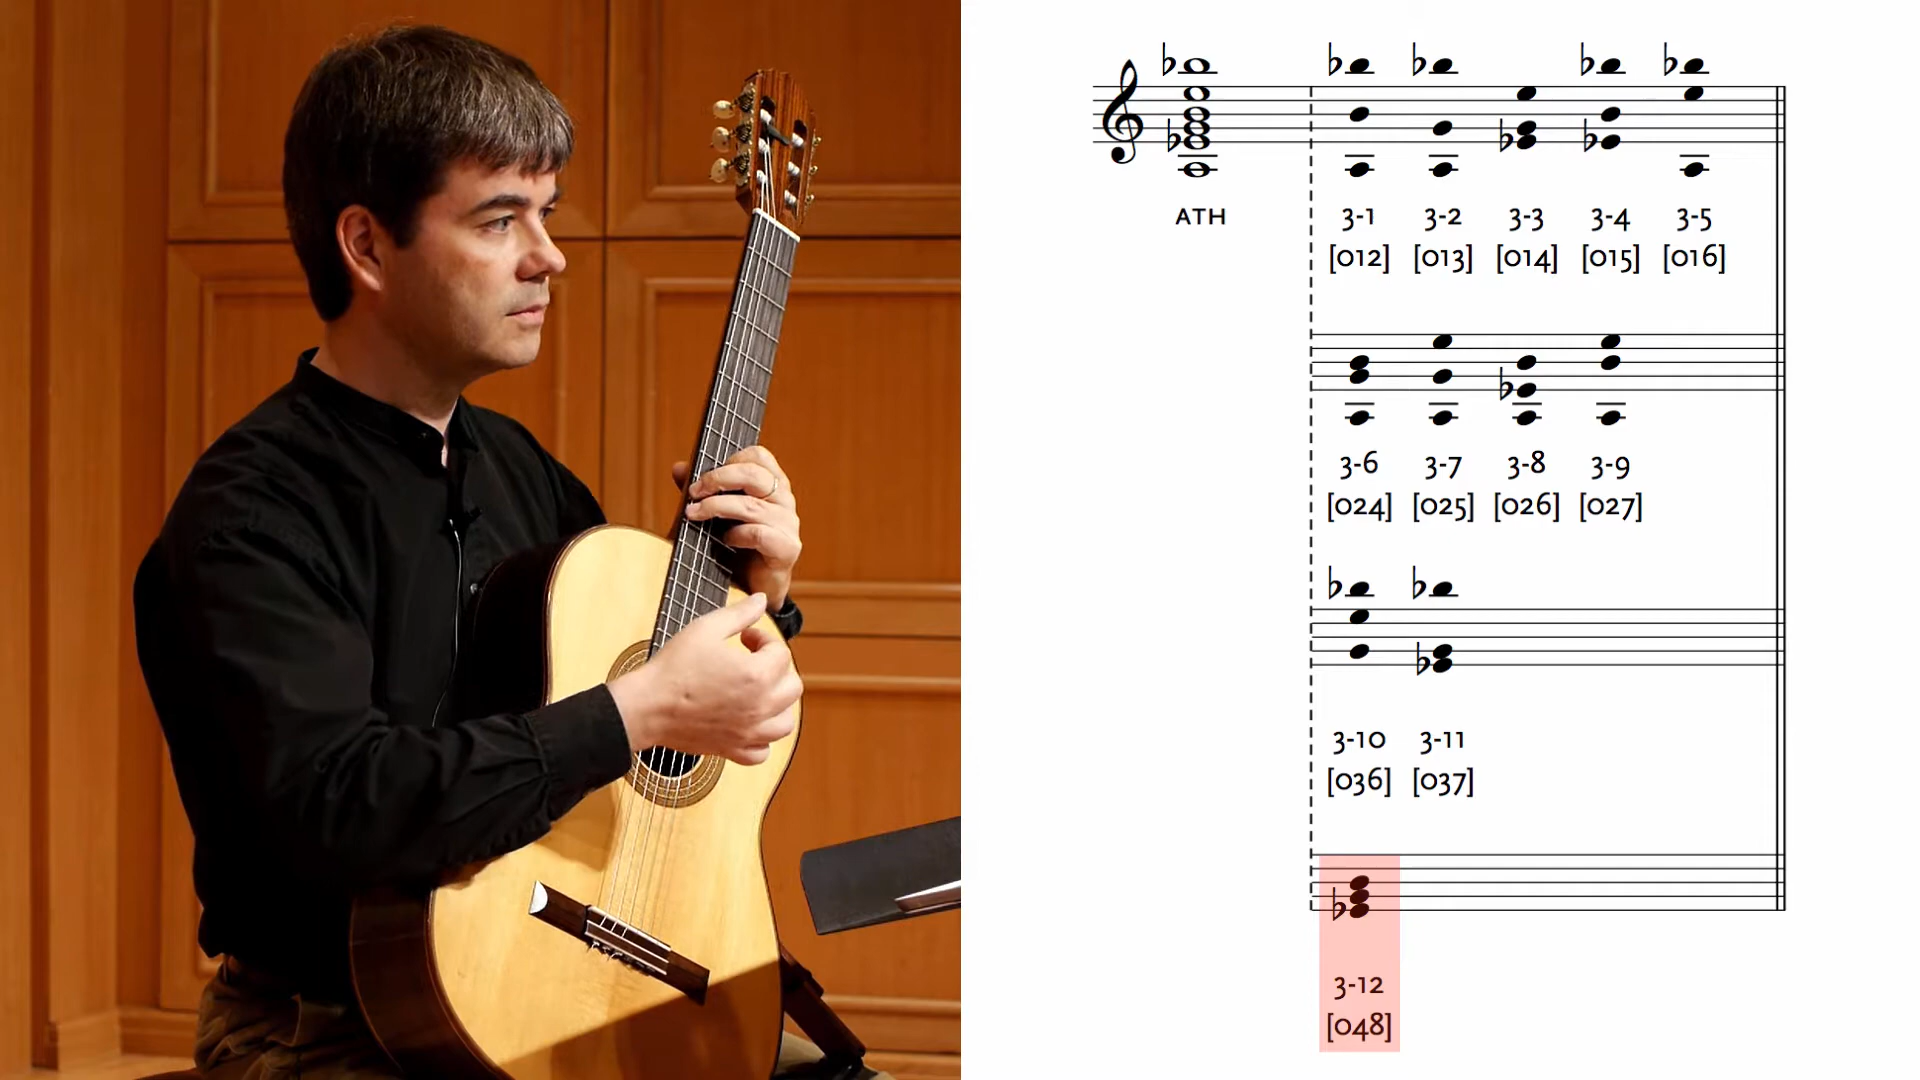 ATH 3-1 3-2 3-3 3-4 3-5
[012] [013] [014] [015] [016]
3-6 3-7 3-8 3-9
[024] [025] [026] [027]
3-10 3-11
[036] [037]
3-12
[048]